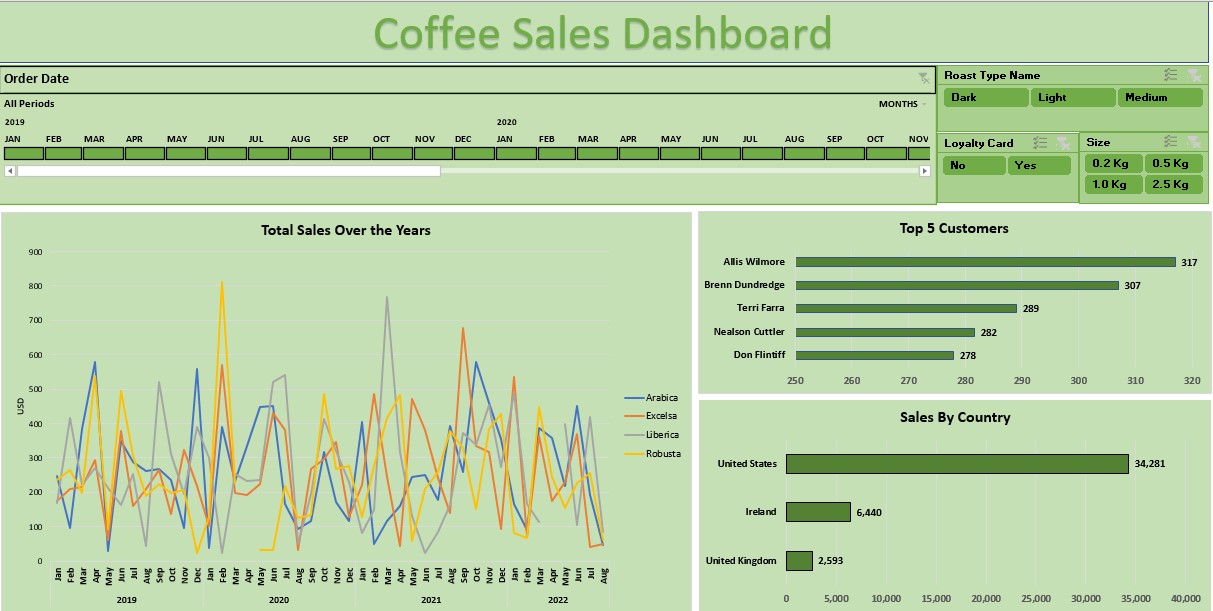 Coffee Sales Dashboard
Order Date
All Periods MONTHS
2019 2020
JAN FEB MAR APR MAY JUN JUL AUG SEP OCT NOV DEC JAN FEB MAR APR MAY JUN JUL AUG SEP OCT NOV
Roast Type Name
Dark Light Medium
Loyalty Card
No Yes
Size
0.2 Kg 0.5 Kg
1.0 Kg 2.5 Kg
Total Sales Over the Years
900
800
700
600
500
400
300
200
100
0
USD
Arabica
Excelsa
Liberica
Robusta
Jan Feb Mar Apr May Jun Jul Aug Sep Oct Nov Dec Jan Feb Mar Apr May Jun Jul Aug Sep Oct Nov Dec Jan Feb Mar Apr May Jun Jul Aug Sep Oct Nov Dec Jan Feb Mar Apr May Jun Jul Aug
2019 2020 2021 2022
Top 5 Customers
Allis Wilmore 317
Brenn Dundredge 307
Terri Farra 289
Nealson Cuttler 282
Don Flintiff 278
250 260 270 280 290 300 310 320
Sales By Country
United States 34,281
Ireland 6,440
United Kingdom 2,593
0 5,000 10,000 15,000 20,000 25,000 30,000 35,000 40,000